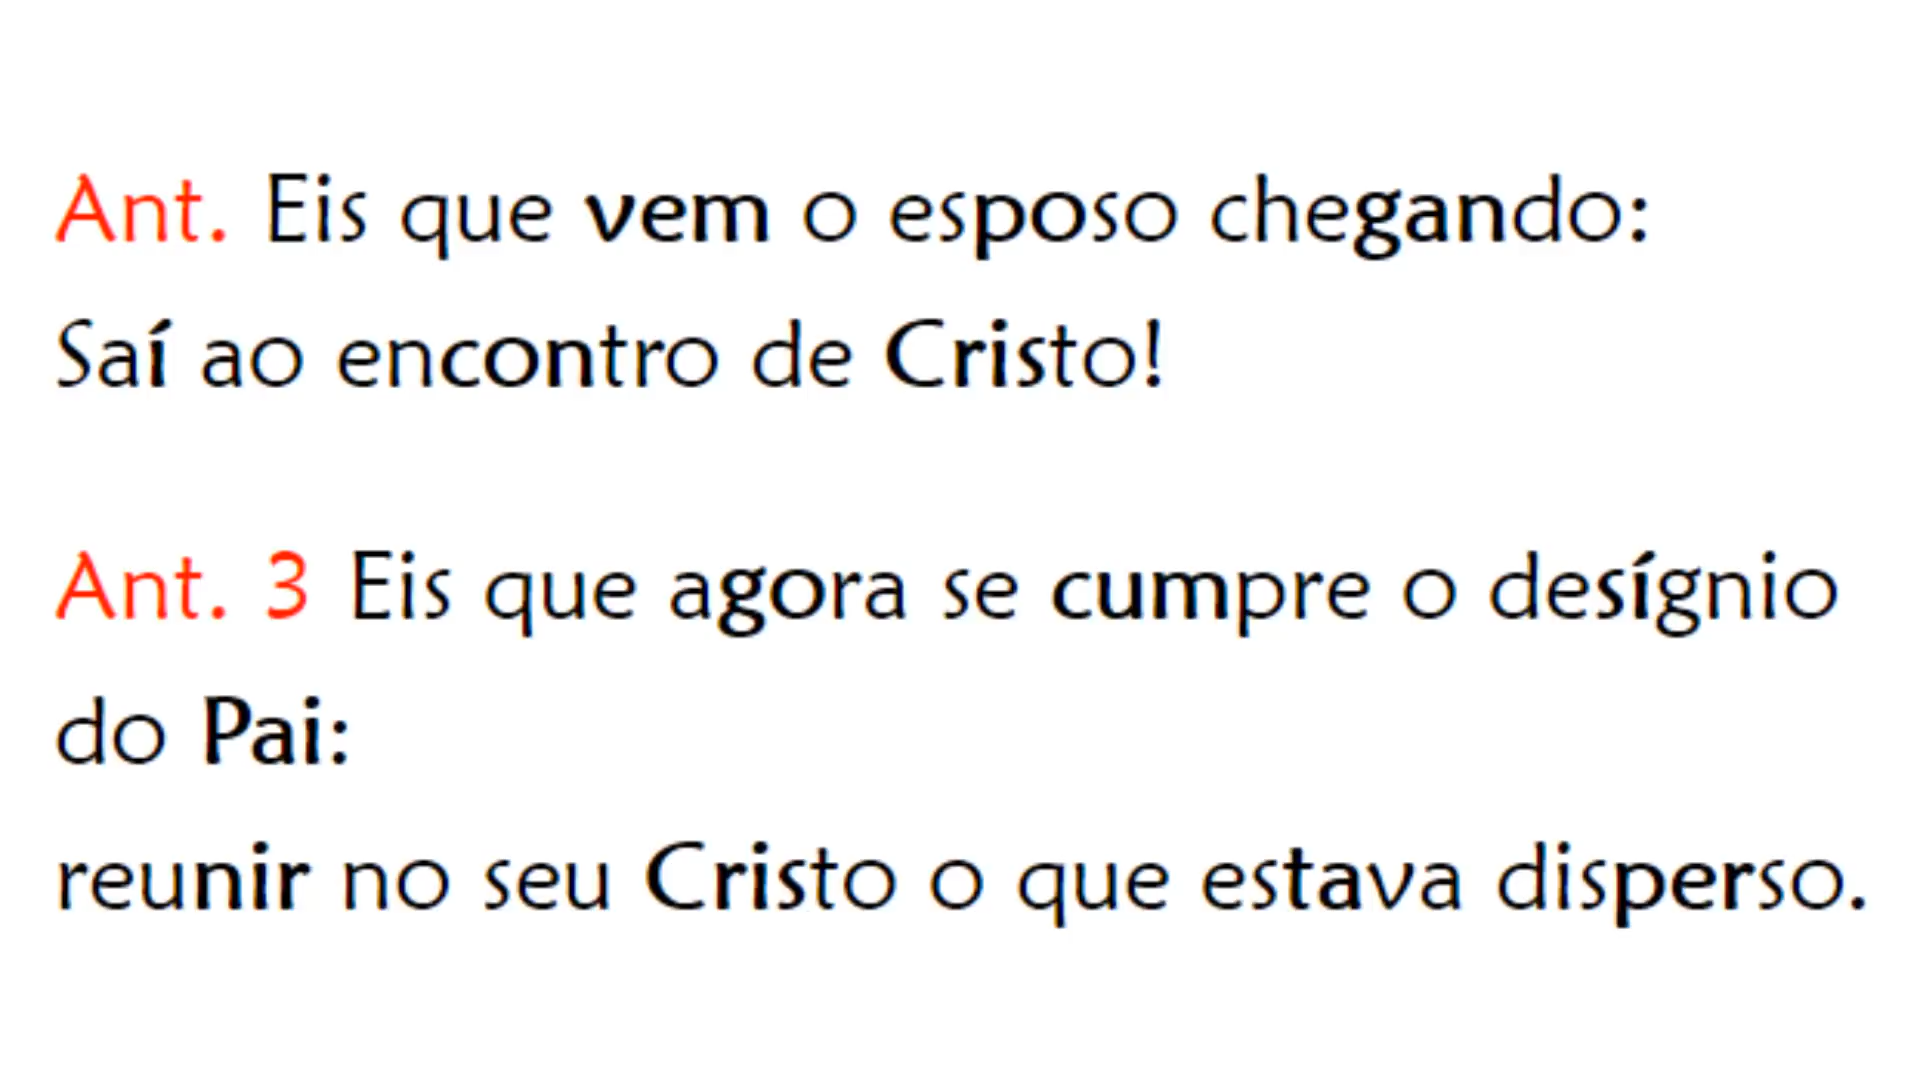 Ant. Eis que vem o esposo chegando:
Saí ao encontro de Cristo!
Ant. 3 Eis que agora se cumpre o desígnio
do Pai:
reunir no seu Cristo o que estava disperso.